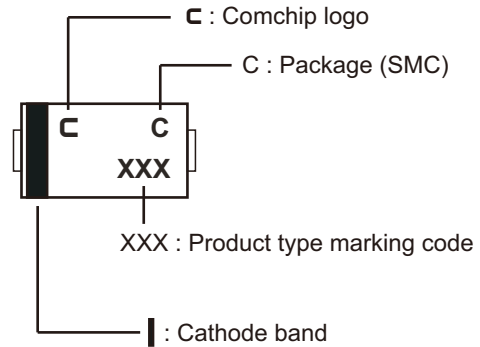 : Comchip logo
C : Package (SMC)
C
XXX
XXX : Product type marking code
: Cathode band